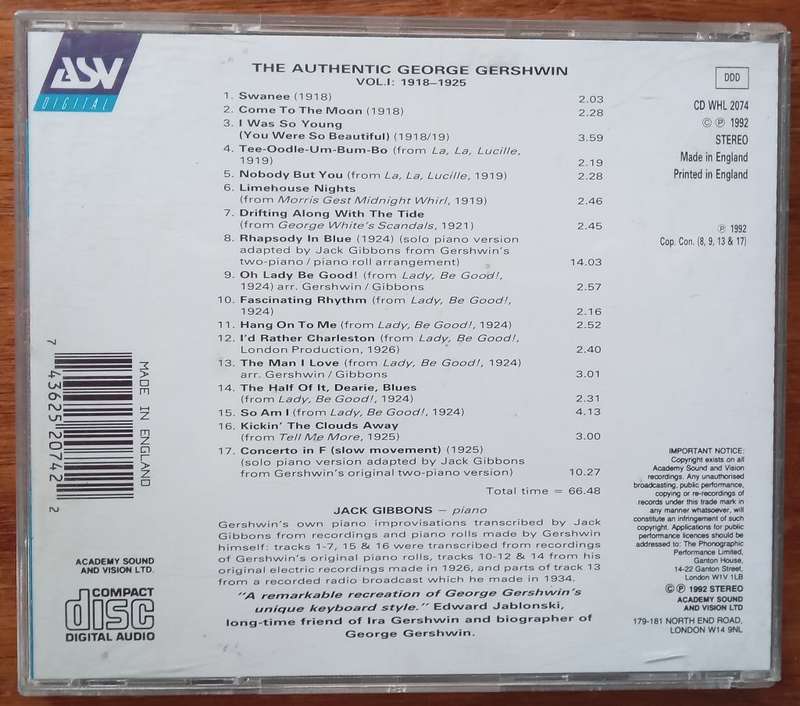 ASV
DIGITAL
THE AUTHENTIC GEORGE GERSHWIN
VOL.I: 1918–1925
1. Swanee (1918) 2.03
2. Come To The Moon (1918) 2.28
3. I Was So Young
(You Were So Beautiful) (1918/19) 3.59
4. Tee-Oodle-Um-Bum-Bo (from La, La, Lucille,
1919) 2.19
5. Nobody But You (from La, La, Lucille, 1919) 2.28
6. Limehouse Nights
(from Morris Gest Midnight Whirl, 1919) 2.46
7. Drifting Along With The Tide
(from George White's Scandals, 1921) 2.45
8. Rhapsody In Blue (1924) (solo piano version
adapted by Jack Gibbons from Gershwin's
two-piano / piano roll arrangement) 14.03
9. Oh Lady Be Good! (from Lady, Be Good!,
1924) arr. Gershwin / Gibbons 2.57
10. Fascinating Rhythm (from Lady, Be Good!,
1924) 2.16
11. Hang On To Me (from Lady, Be Good!, 1924) 2.52
12. I'd Rather Charleston (from Lady, Be Good!,
London Production, 1926) 2.40
13. The Man I Love (from Lady, Be Good!, 1924)
arr. Gershwin / Gibbons 3.01
14. The Half Of It, Dearie, Blues
(from Lady, Be Good!, 1924) 2.31
15. So Am I (from Lady, Be Good!, 1924) 4.13
16. Kickin' The Clouds Away
(from Tell Me More, 1925) 3.00
17. Concerto in F (slow movement) (1925)
(solo piano version adapted by Jack Gibbons
from Gershwin's original two-piano version) 10.27
Total time = 66.48
JACK GIBBONS – piano
Gershwin's own piano improvisations transcribed by Jack
Gibbons from recordings and piano rolls made by Gershwin
himself: tracks 1-7, 15 & 16 were transcribed from recordings
of Gershwin's original piano rolls, tracks 10-12 & 14 from his
original electric recordings made in 1926, and parts of track 13
from a recorded radio broadcast which he made in 1934.
"A remarkable recreation of George Gershwin's
unique keyboard style." Edward Jablonski,
long-time friend of Ira Gershwin and biographer of
George Gershwin.
DDD
CD WHL 2074
© ℗ 1992
STEREO
Made in England
Printed in England
℗ 1992
Cop. Con. (8, 9, 13 & 17)
IMPORTANT NOTICE:
Copyright exists on all
Academy Sound and Vision
recordings. Any unauthorised
broadcasting, public performance,
copying or re-recordings of
records under this trade mark in
any manner whatsoever, will
constitute an infringement of such
copyright. Applications for public
performance licences should be
addressed to: The Phonographic
Performance Limited,
Ganton House,
14-22 Ganton Street,
London W1V 1LB
© ℗ 1992 STEREO
ACADEMY SOUND
AND VISION LTD
179-181 NORTH END ROAD,
LONDON W14 9NL
7 43625 20742 2
MADE IN ENGLAND
ACADEMY SOUND
AND VISION LTD.
COMPACT
disc
DIGITAL AUDIO